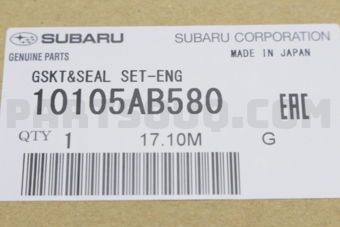 SUBARU SUBARU CORPORATION
GENUINE PARTS MADE IN JAPAN
GSKT&SEAL SET-ENG
10105AB580
EAC
QTY 1 17.10M G